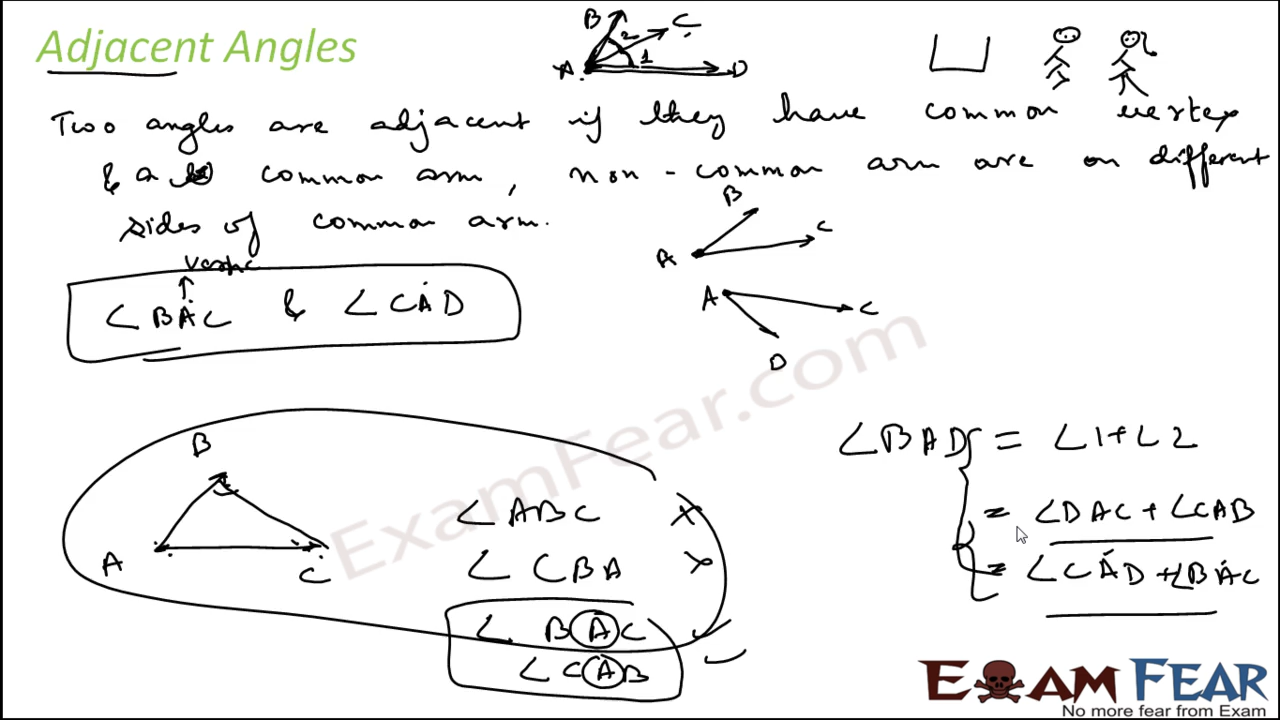 Adjacent Angles
B
2
C
A
1
D
Two angles are adjacent if they have common vertex
& a common arm, non-common arm are on different
sides of common arm.
B
C
A
∠BAC & ∠CAD
A
C
D
B
A
C
∠ABC ×
∠CBA ×
∠BAC ✓
∠CAB ✓
∠BAD = ∠1+∠2
= ∠DAC + ∠CAB
= ∠CAD + ∠BAC
ExamFear.com
EXAM FEAR
No more fear from Exam